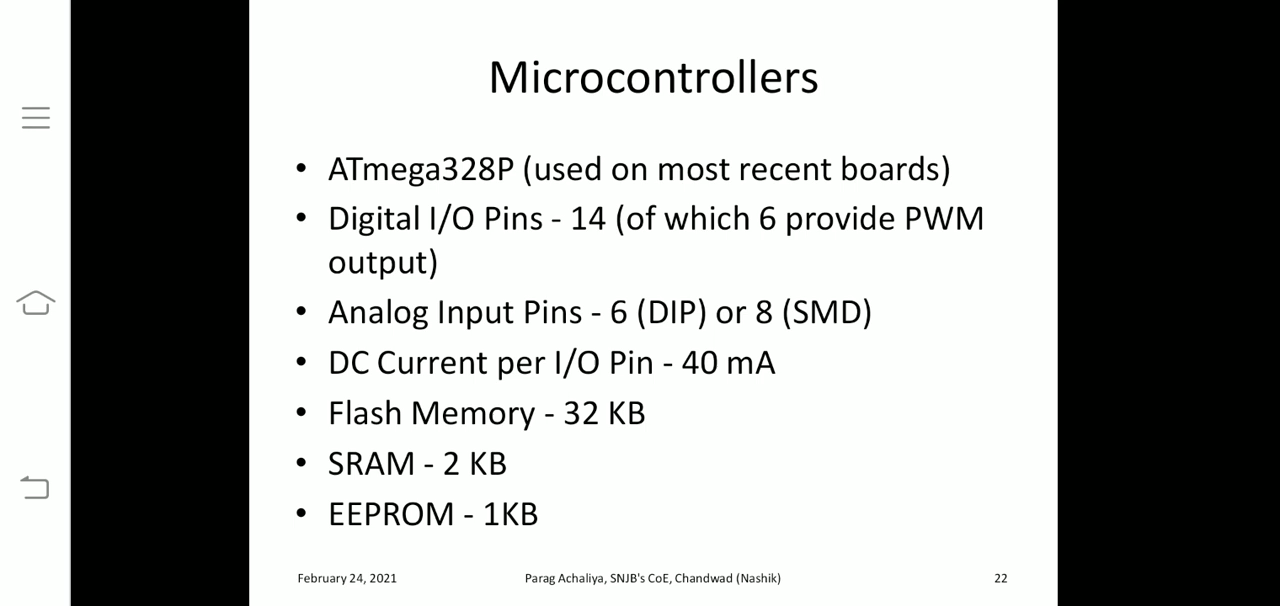 Microcontrollers
• ATmega328P (used on most recent boards)
• Digital I/O Pins - 14 (of which 6 provide PWM
output)
• Analog Input Pins - 6 (DIP) or 8 (SMD)
• DC Current per I/O Pin - 40 mA
• Flash Memory - 32 KB
• SRAM - 2 KB
• EEPROM - 1KB
February 24, 2021 Parag Achaliya, SNJB's CoE, Chandwad (Nashik) 22